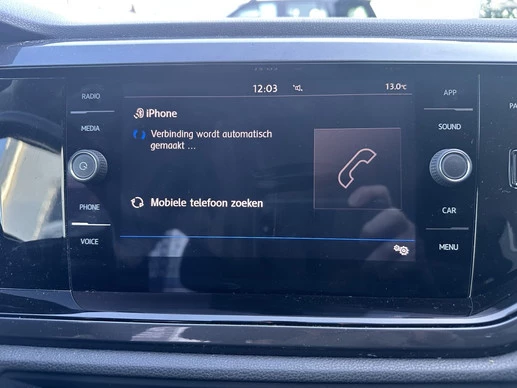 12:03
13.0°C
RADIO
APP
iPhone
MEDIA
SOUND
Verbinding wordt automatisch
gemaakt ...
PHONE
Mobiele telefoon zoeken
CAR
VOICE
MENU